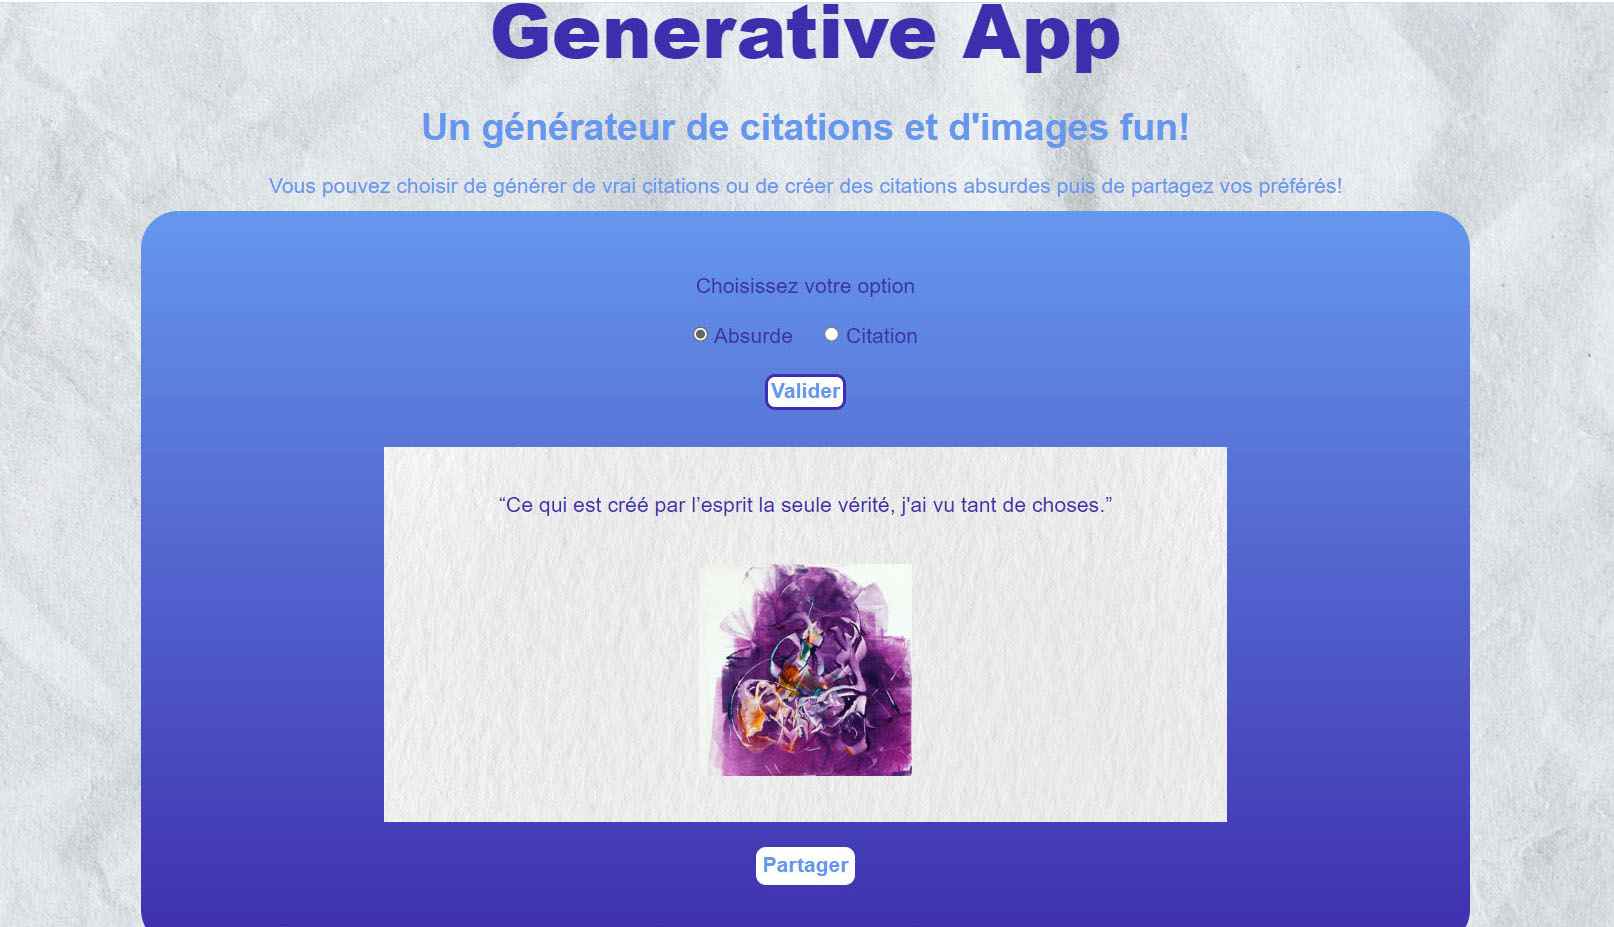 Generative App
Un générateur de citations et d'images fun!
Vous pouvez choisir de générer de vrai citations ou de créer des citations absurdes puis de partagez vos préférés!
Choisissez votre option
Absurde Citation
Valider
“Ce qui est créé par l’esprit la seule vérité, j'ai vu tant de choses.”
Partager